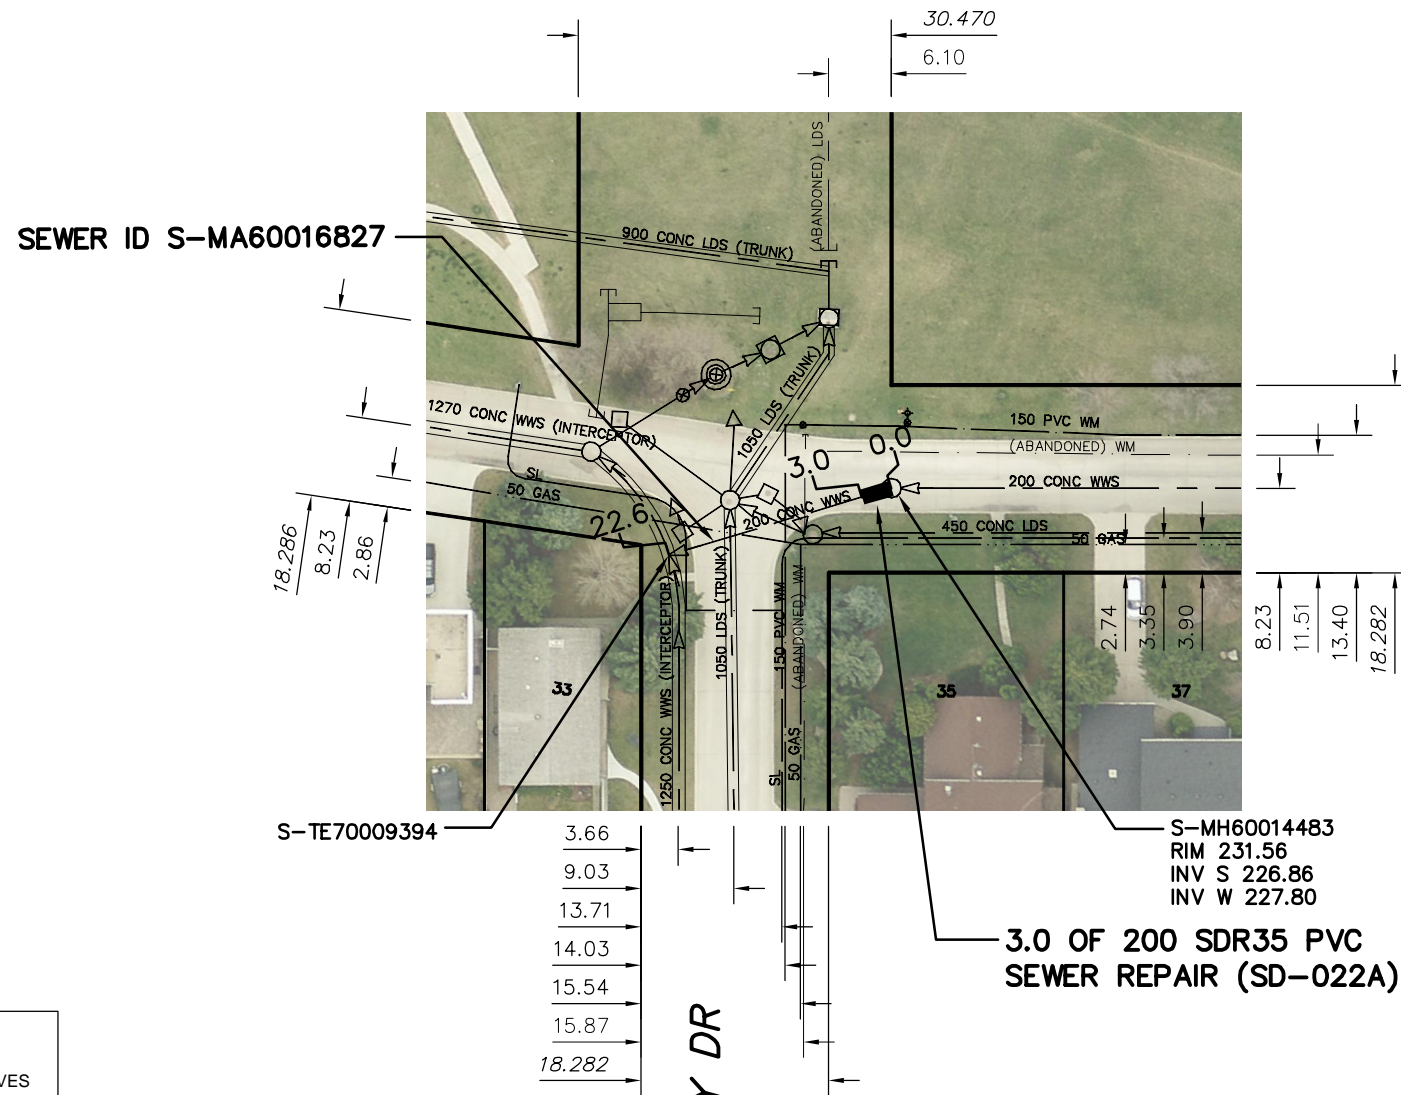 30.470
6.10
SEWER ID S-MA60016827
(ABANDONED) LDS
900 CONC LDS (TRUNK)
1050 LDS (TRUNK)
1270 CONC WWS (INTERCEPTOR)
150 PVC WM
(ABANDONED) WM
3.0
0.0
200 CONC WWS
200 CONC WWS
SL
50 GAS
22.6
450 CONC LDS
50 GAS
18.286
8.23
2.86
1250 CONC WWS (INTERCEPTOR)
1050 LDS (TRUNK)
150 PVC WM
(ABANDONED) WM
SL
50 GAS
2.74
3.35
3.90
8.23
11.51
13.40
18.282
33
35
37
S-TE70009394
S-MH60014483
RIM 231.56
INV S 226.86
INV W 227.80
3.0 OF 200 SDR35 PVC
SEWER REPAIR (SD-022A)
3.66
9.03
13.71
14.03
15.54
15.87
18.282
Y DR
VES